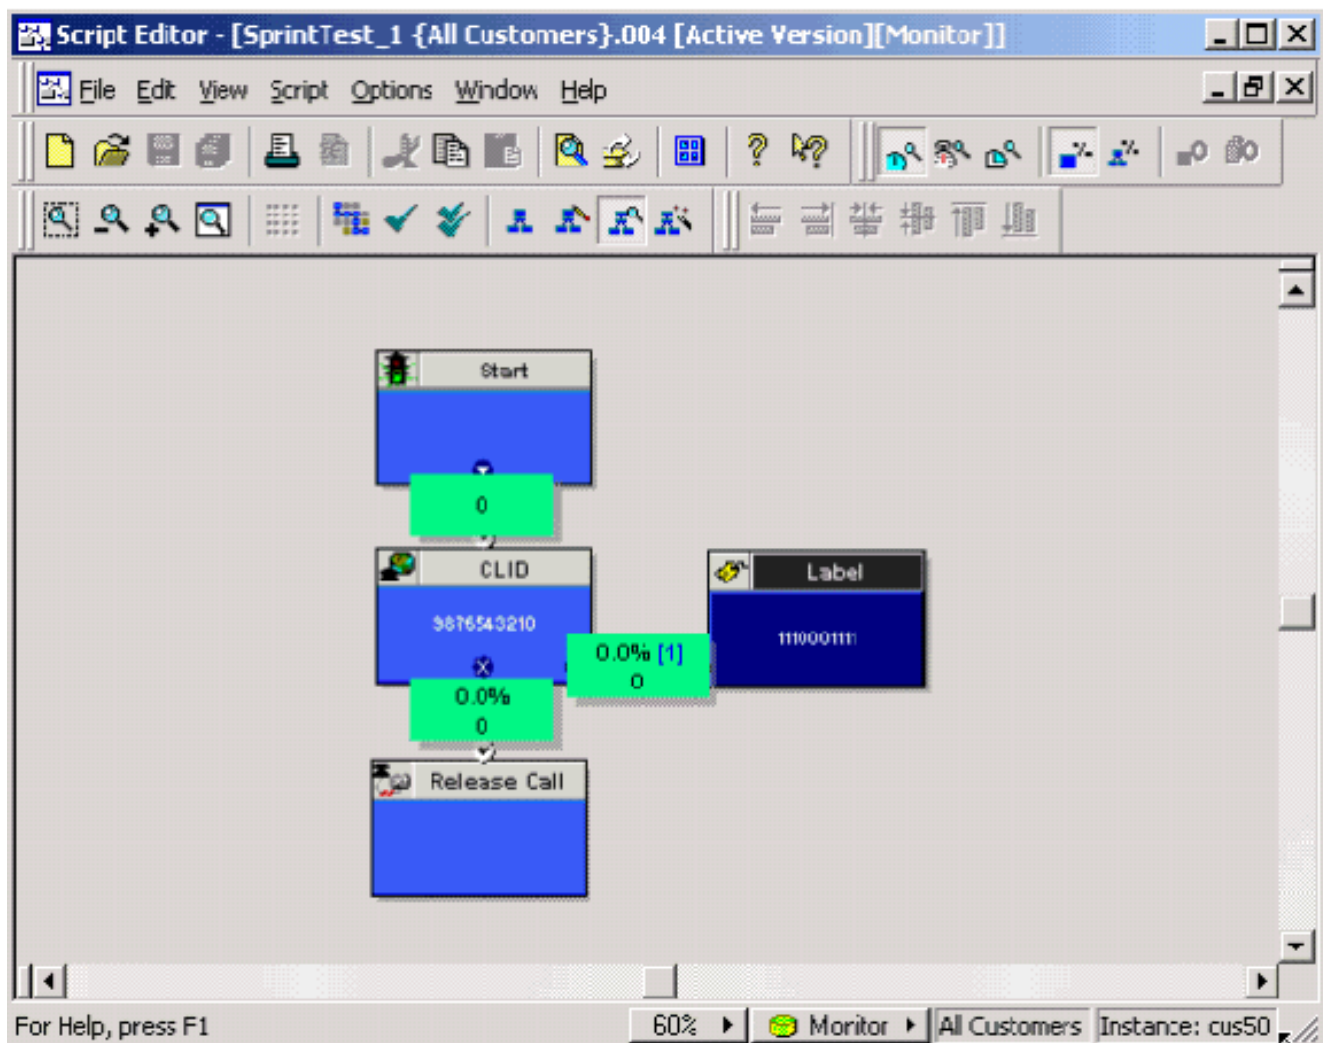 Script Editor - [SprintTest_1 {All Customers}.004 [Active Version][Monitor]]
File Edit View Script Options Window Help
Start
0
CLID
9876543210
Label
1110001111
0.0% [1]
0
0.0%
0
Release Call
For Help, press F1
60%
Monitor
All Customers
Instance: cus50